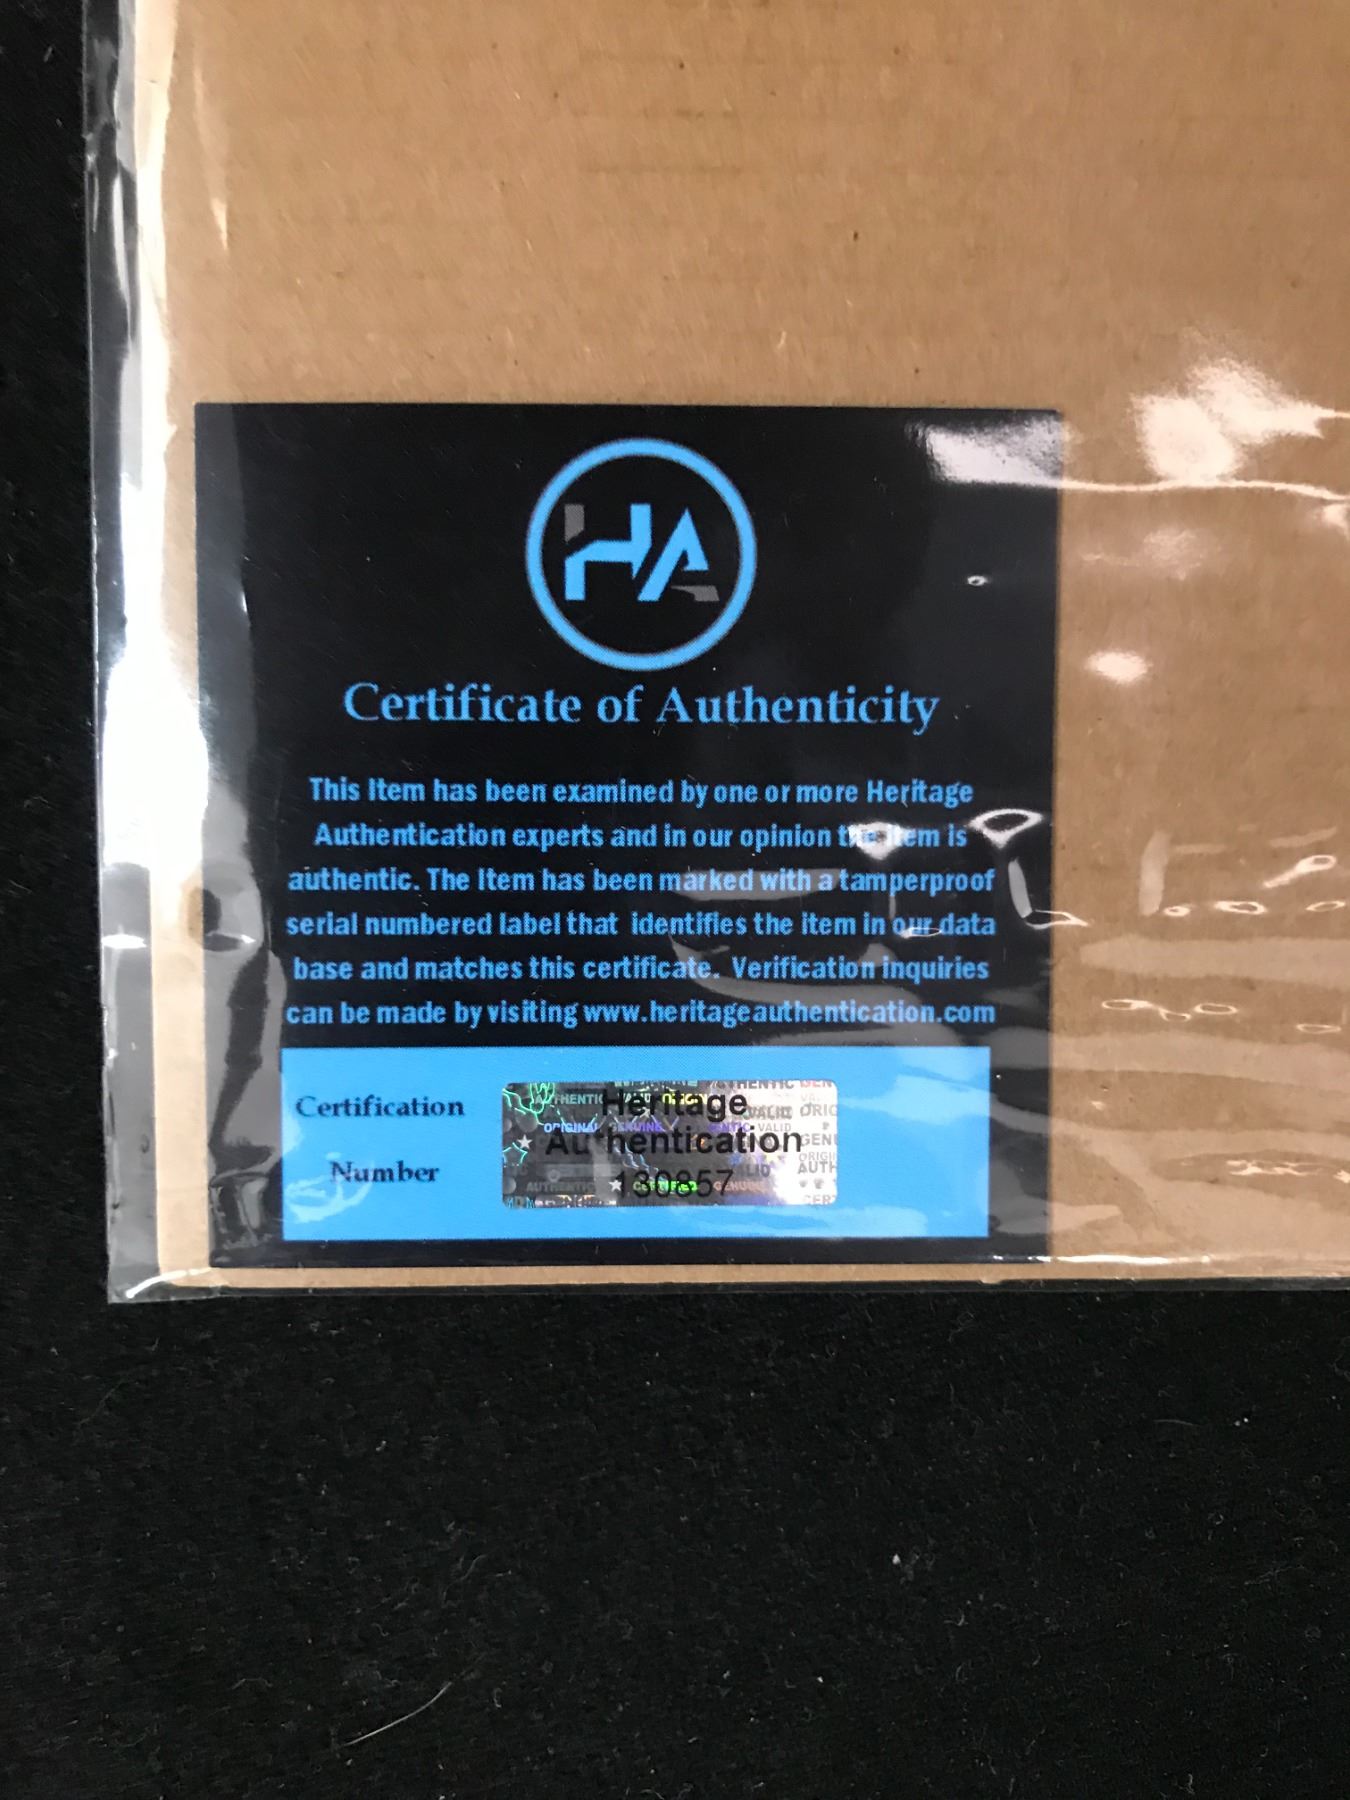 HA
Certificate of Authenticity
This Item has been examined by one or more Heritage
Authentication experts and in our opinion the item is
authentic. The Item has been marked with a tamperproof
serial numbered label that identifies the item in our data
base and matches this certificate. Verification inquiries
can be made by visiting www.heritageauthentication.com
Certification
Number
Heritage
Authentication
130857